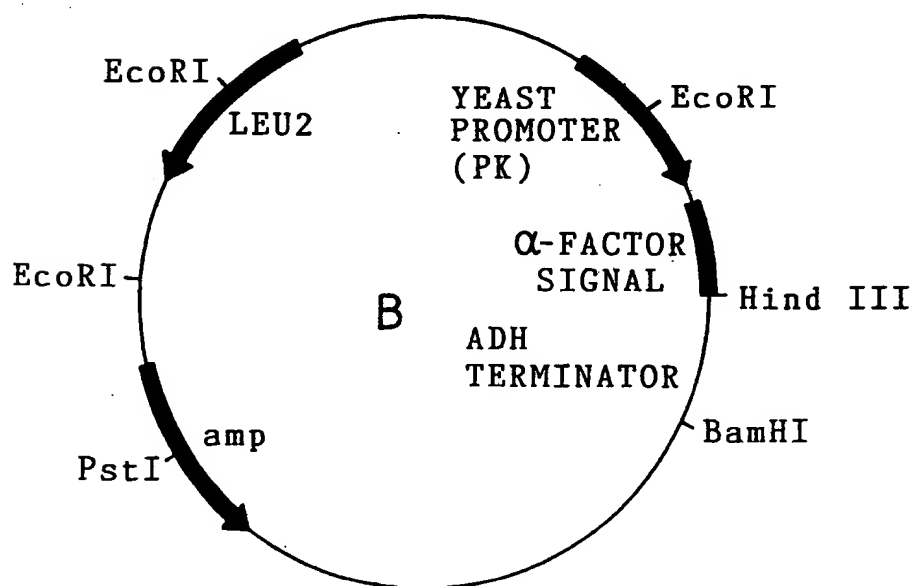 EcoRI
LEU2
YEAST
PROMOTER
(PK)
EcoRI
α-FACTOR
SIGNAL
Hind III
EcoRI
B
ADH
TERMINATOR
BamHI
amp
PstI